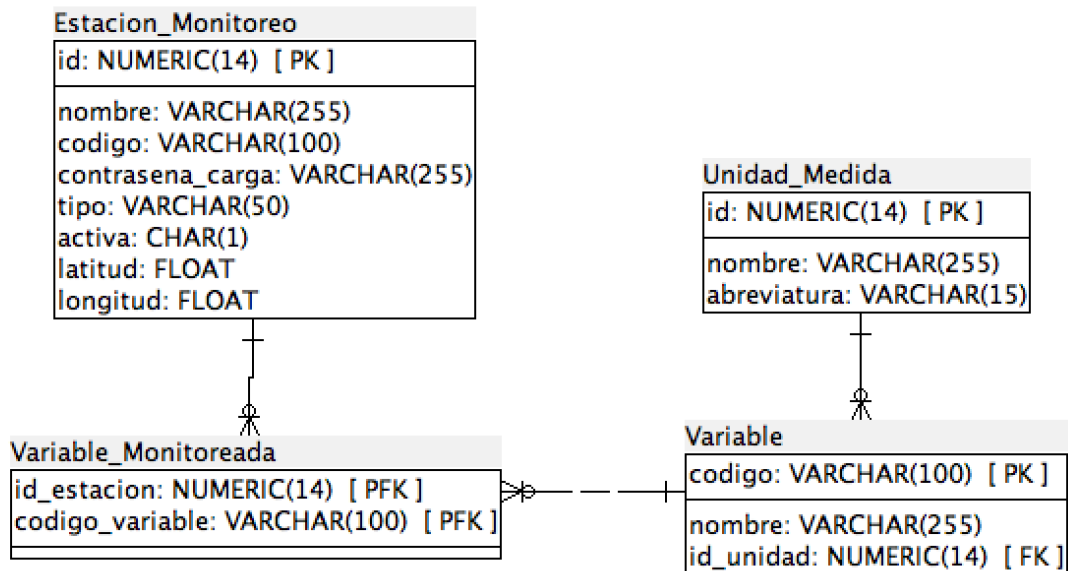 Estacion_Monitoreo
id: NUMERIC(14) [ PK ]
nombre: VARCHAR(255)
codigo: VARCHAR(100)
contrasena_carga: VARCHAR(255)
tipo: VARCHAR(50)
activa: CHAR(1)
latitud: FLOAT
longitud: FLOAT
Unidad_Medida
id: NUMERIC(14) [ PK ]
nombre: VARCHAR(255)
abreviatura: VARCHAR(15)
Variable_Monitoreada
id_estacion: NUMERIC(14) [ PFK ]
codigo_variable: VARCHAR(100) [ PFK ]
Variable
codigo: VARCHAR(100) [ PK ]
nombre: VARCHAR(255)
id_unidad: NUMERIC(14) [ FK ]